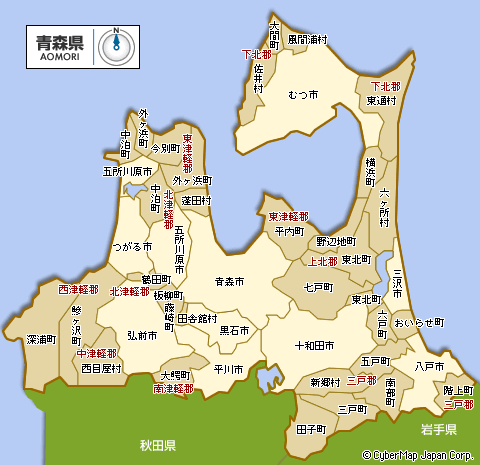 青森県
AOMORI
大間町
風間浦村
下北郡
佐井村
むつ市
下北郡
東通村
外ヶ浜町
中泊町
今別町
東津軽郡
五所川原市
外ヶ浜町
中泊町
北津軽郡
蓬田村
横浜町
六ヶ所村
東津軽郡
平内町
つがる市
五所川原市
野辺地町
上北郡
東北町
鶴田町
青森市
七戸町
三沢市
西津軽郡
北津軽郡
板柳町
東北町
鰺ヶ沢町
藤崎町
田舎館村
六戸町
おいらせ町
深浦町
弘前市
黒石市
十和田市
中津軽郡
西目屋村
大鰐町
南津軽郡
平川市
五戸町
八戸市
新郷村
三戸郡
南部町
階上町
三戸郡
三戸町
田子町
秋田県
岩手県
© CyberMap Japan Corp.